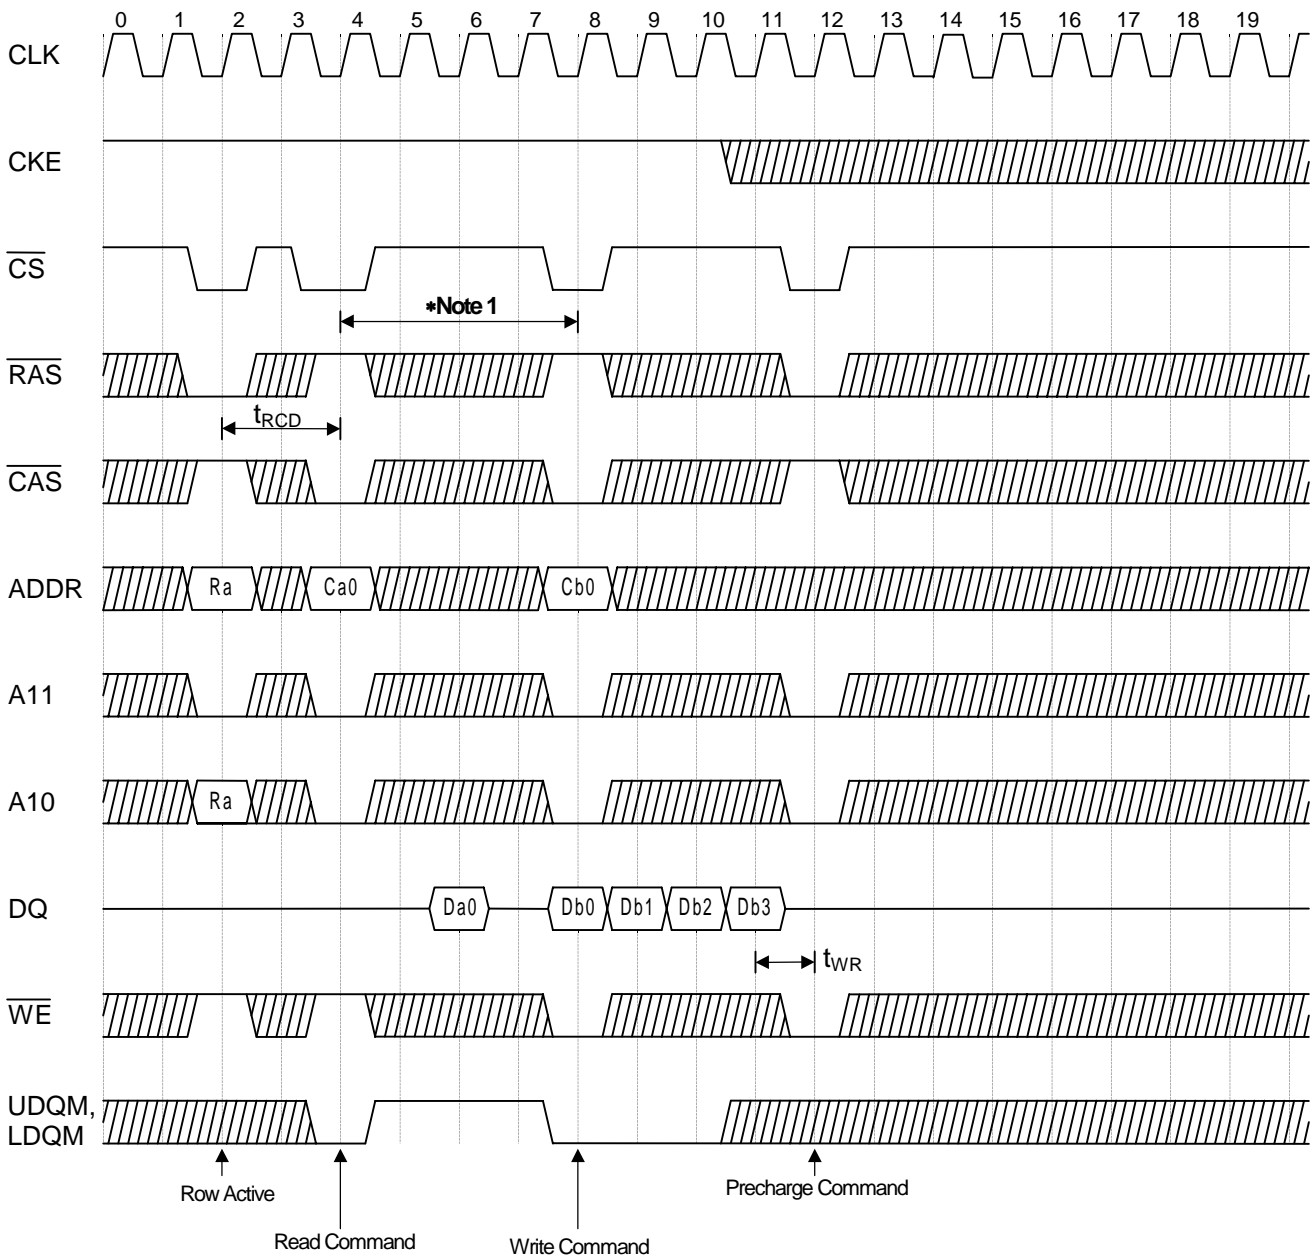 0 1 2 3 4 5 6 7 8 9 10 11 12 13 14 15 16 17 18 19
CLK
CKE
CS
*Note 1
RAS
tRCD
CAS
ADDR Ra Ca0 Cb0
A11
A10 Ra
DQ Da0 Db0 Db1 Db2 Db3
tWR
WE
UDQM,
LDQM
Row Active Precharge Command
Read Command Write Command